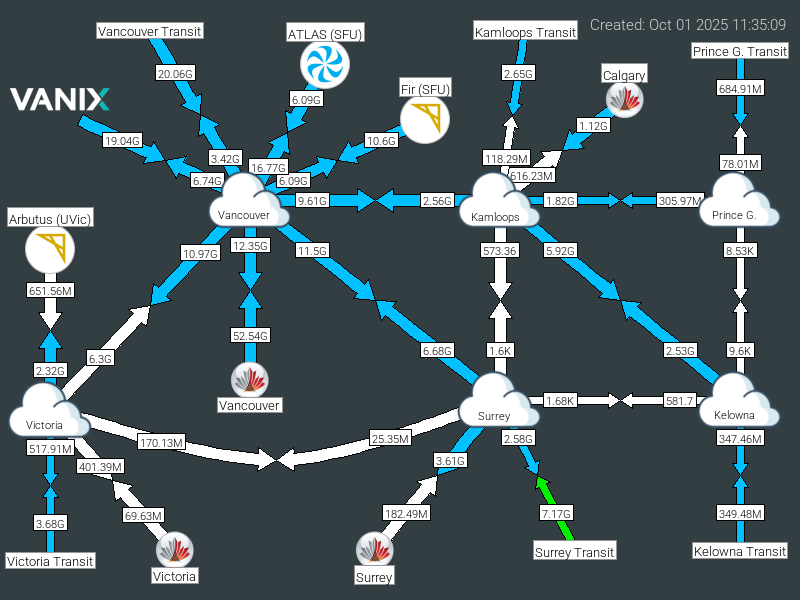 Created: Oct 01 2025 11:35:09
Vancouver Transit
ATLAS (SFU)
Kamloops Transit
Prince G. Transit
20.06G
2.65G
Calgary
684.91M
VANIX
6.09G
Fir (SFU)
19.04G
10.6G
1.12G
3.42G
16.77G
118.29M
78.01M
6.74G
6.09G
616.23M
9.61G
2.56G
1.82G
305.97M
Vancouver
Kamloops
Prince G.
Arbutus (UVic)
10.97G
12.35G
11.5G
573.36
5.92G
8.53K
651.56M
52.54G
6.3G
6.68G
1.6K
2.53G
9.6K
2.32G
Vancouver
1.68K
581.7
Victoria
Surrey
Kelowna
517.91M
170.13M
25.35M
2.58G
347.46M
401.39M
3.61G
3.68G
69.63M
182.49M
7.17G
349.48M
Victoria Transit
Victoria
Surrey
Surrey Transit
Kelowna Transit